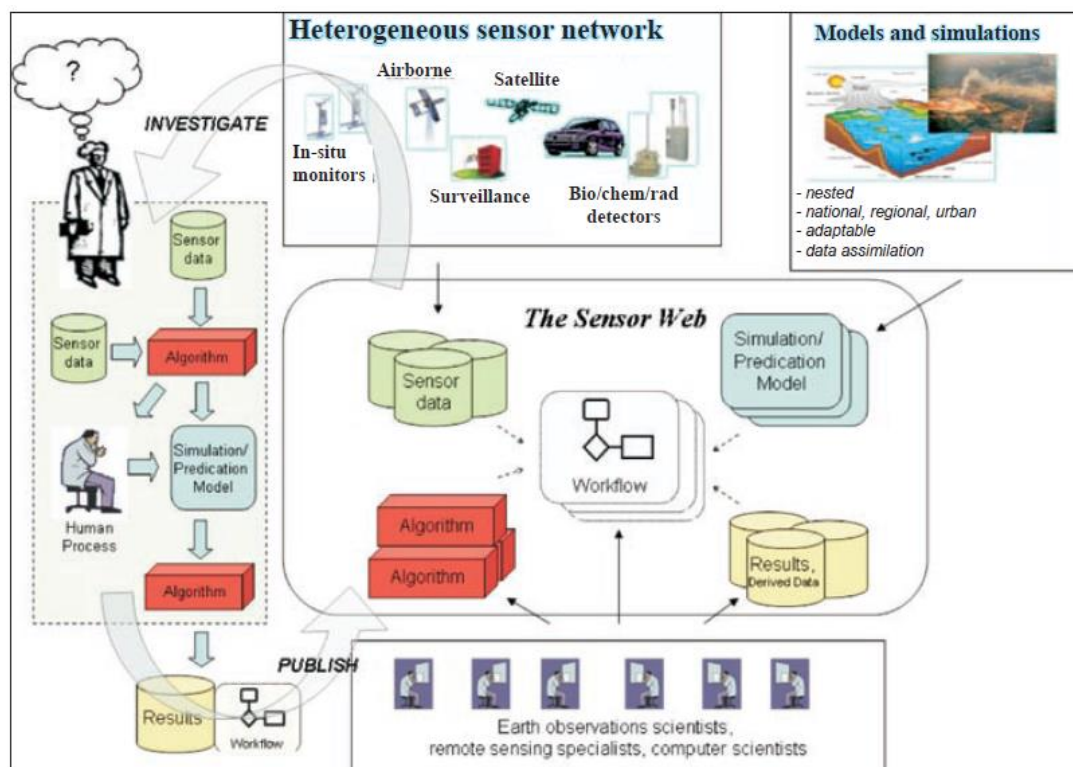 Heterogeneous sensor network
Airborne
Satellite
In-situ
monitors
Surveillance
Bio/chem/rad
detectors
Models and simulations
- nested
- national, regional, urban
- adaptable
- data assimilation
?
INVESTIGATE
Sensor
data
Sensor
data
Algorithm
Simulation/
Predication
Model
Human
Process
Algorithm
PUBLISH
Results
Workflow
The Sensor Web
Sensor
data
Simulation/
Predication
Model
Workflow
Algorithm
Algorithm
Results,
Derived Data
Earth observations scientists,
remote sensing specialists, computer scientists